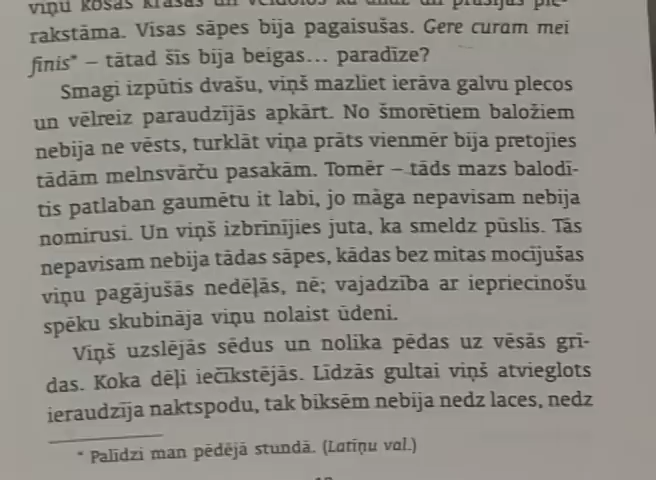 viņu košās krāsās un
rakstāma. Visas sāpes bija pagaisušas. Gere curam mei
finis* – tātad šīs bija beigas... paradīze?
Smagi izpūtis dvašu, viņš mazliet ierāva galvu plecos
un vēlreiz paraudzījās apkārt. No šmorētiem baložiem
nebija ne vēsts, turklāt viņa prāts vienmēr bija pretojies
tādām melnsvārču pasakām. Tomēr – tāds mazs balodī-
tis patlaban gaumētu it labi, jo māga nepavisam nebija
nomirusi. Un viņš izbrīnījies juta, ka smeldz pūslis. Tās
nepavisam nebija tādas sāpes, kādas bez mitas mocījušas
viņu pagājušās nedēļās, nē; vajadzība ar iepriecinošu
spēku skubināja viņu nolaist ūdeni.
Viņš uzslējās sēdus un nolika pēdas uz vēsās grī-
das. Koka dēļi iečīkstējās. Līdzās gultai viņš atvieglots
ieraudzīja naktspodu, tak biksēm nebija nedz laces, nedz
* Palīdzi man pēdējā stundā. (Latīņu val.)